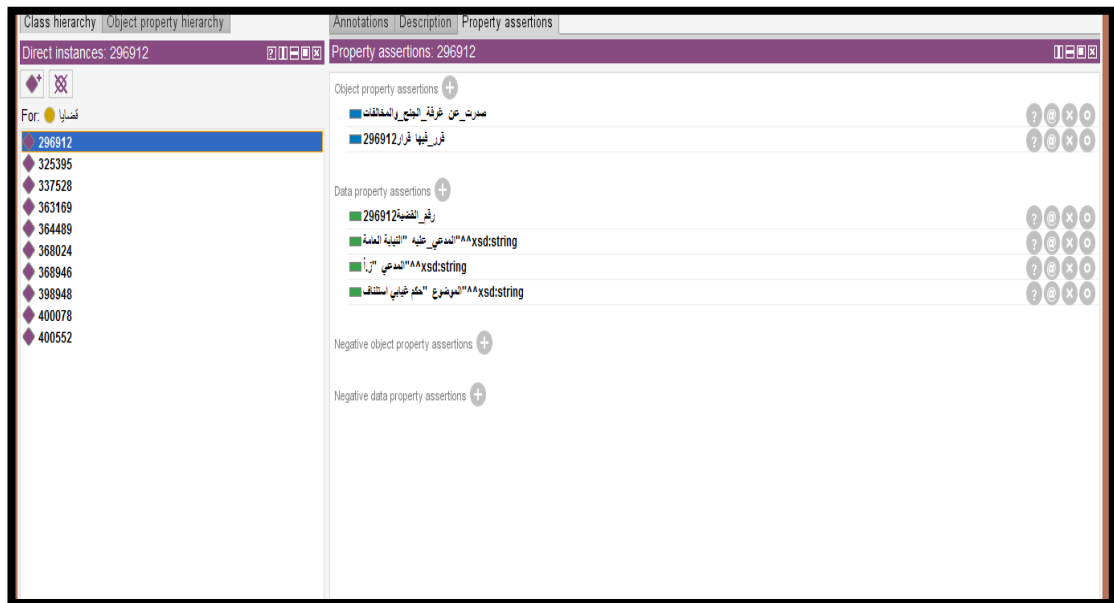 Class hierarchy Object property hierarchy
Annotations Description Property assertions
Direct instances: 296912
Property assertions: 296912
For: قضايا
296912
325395
337528
363169
364489
368024
368946
398948
400078
400552
Object property assertions
صدرت_عن غرفة_الجنح_والمخالفات
قرر_فيها قرار296912
Data property assertions
رقم_القضية296912
المدعي_عليه "النيابة العامة"^^xsd:string
المدعي "ز.أ"^^xsd:string
الموضوع "حكم غيابي استئناف"^^xsd:string
Negative object property assertions
Negative data property assertions